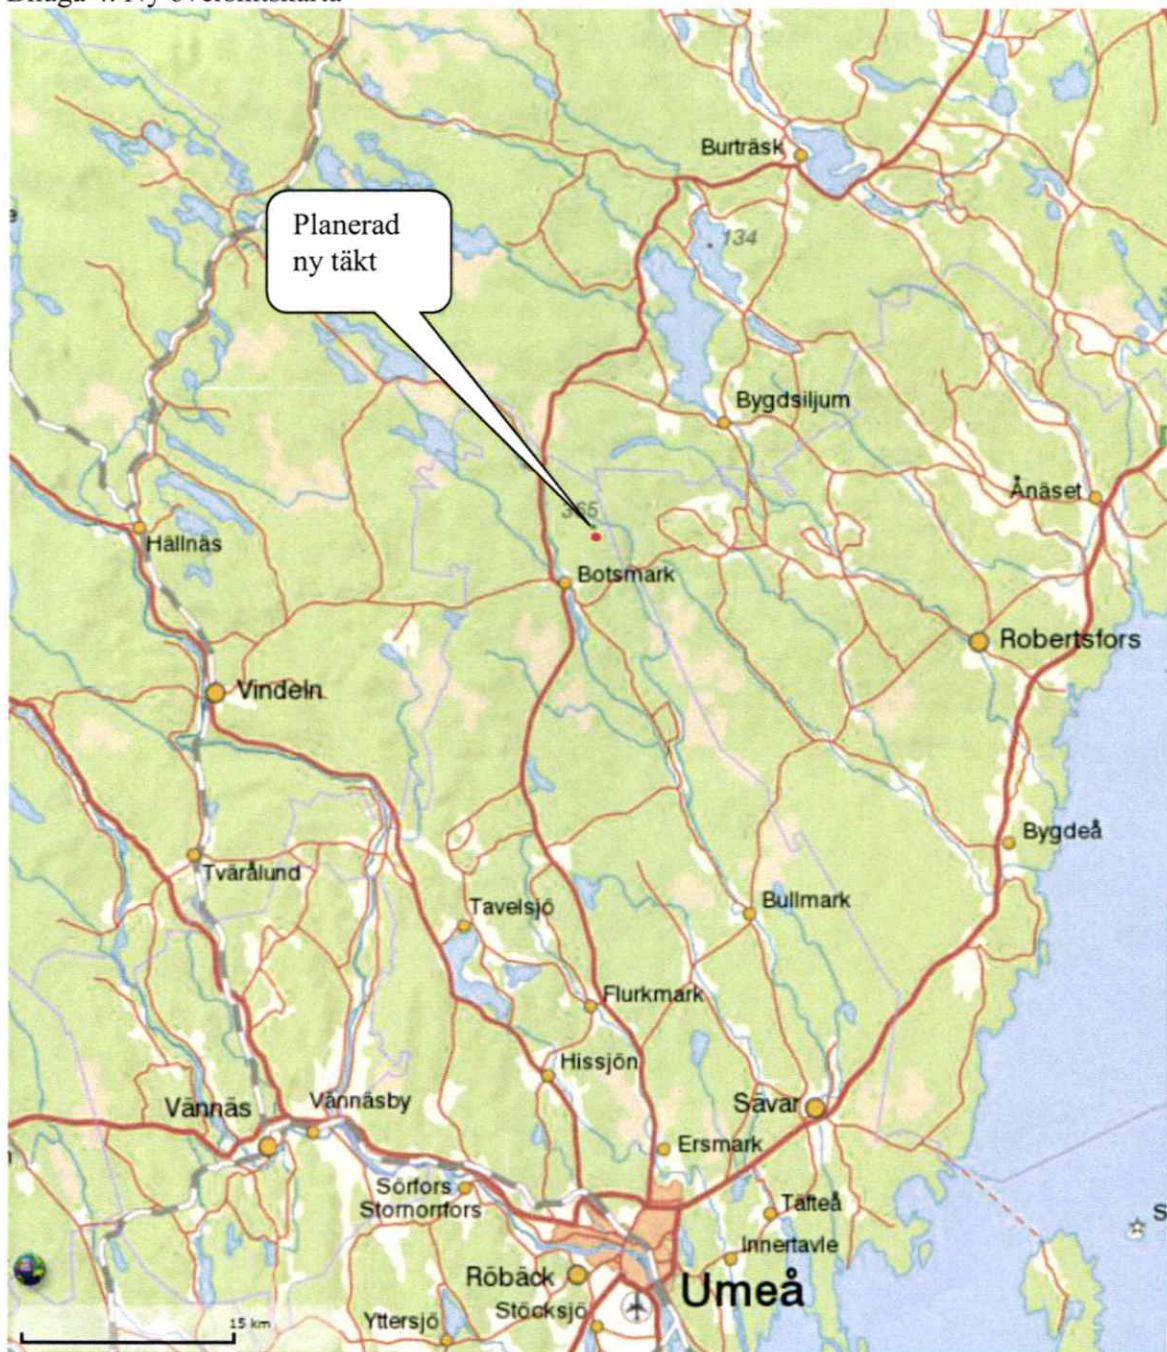 Burträsk
134
Planerad
ny täkt
Bygdsiljum
Ånäset
365
Hällnäs
Botsmark
Robertsfors
Vindeln
Bygdeå
Tvärålund
Bullmark
Tavelsjö
Flurkmark
Hissjön
Vännäs
Vännäsby
Sävar
Ersmark
Sörfors
Stornorrfors
Täfteå
Innertavle
Röbäck
Umeå
Stöcksjö
Yttersjö
15 km